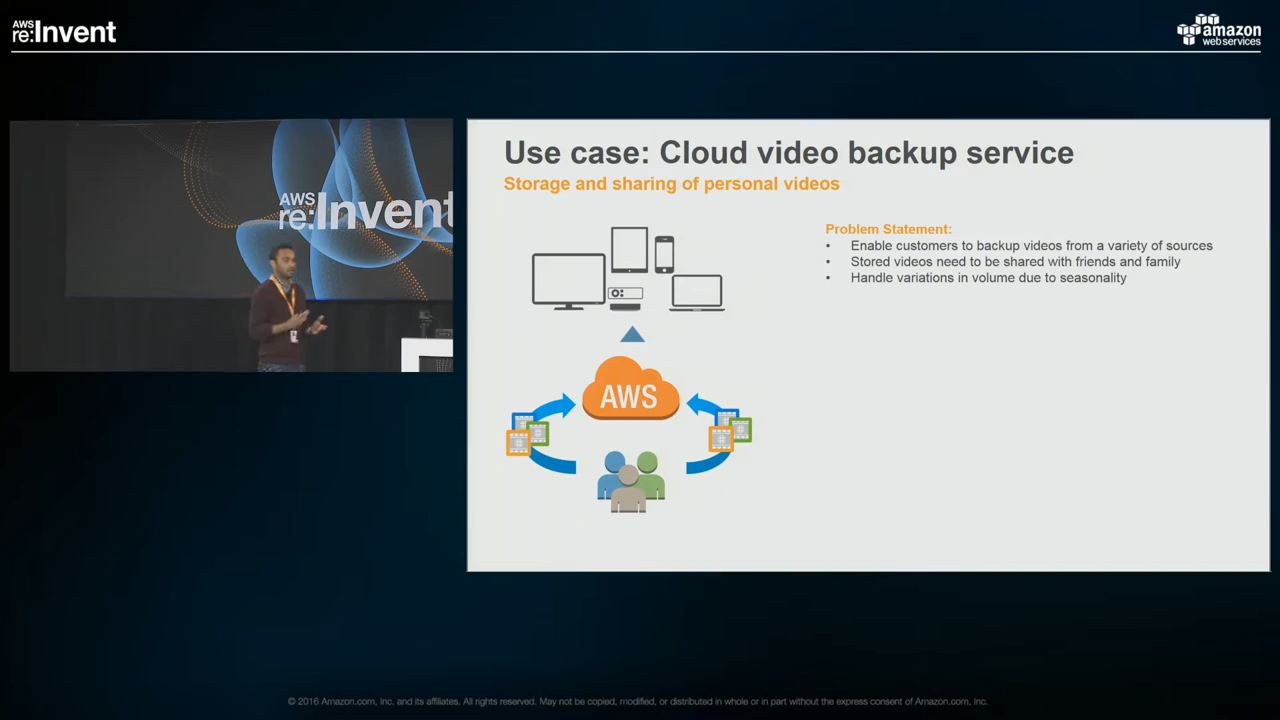 AWS
re:Invent
amazon
web services
AWS
re:Invent
Use case: Cloud video backup service
Storage and sharing of personal videos
Problem Statement:
• Enable customers to backup videos from a variety of sources
• Stored videos need to be shared with friends and family
• Handle variations in volume due to seasonality
AWS
© 2016 Amazon.com, Inc. and its affiliates. All rights reserved. May not be copied, modified, or distributed in whole or in part without the express consent of Amazon.com, Inc.